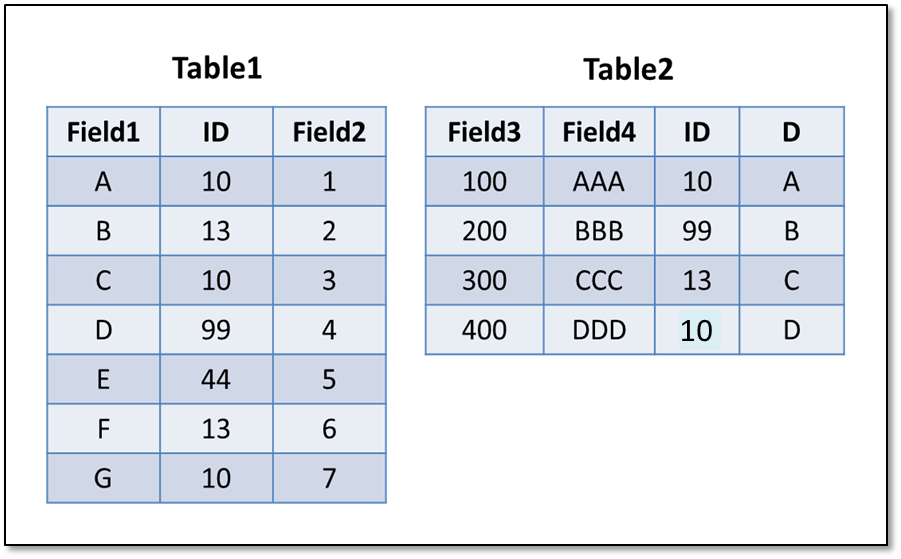 Table1
Field1 ID Field2
A 10 1
B 13 2
C 10 3
D 99 4
E 44 5
F 13 6
G 10 7
Table2
Field3 Field4 ID D
100 AAA 10 A
200 BBB 99 B
300 CCC 13 C
400 DDD 10 D